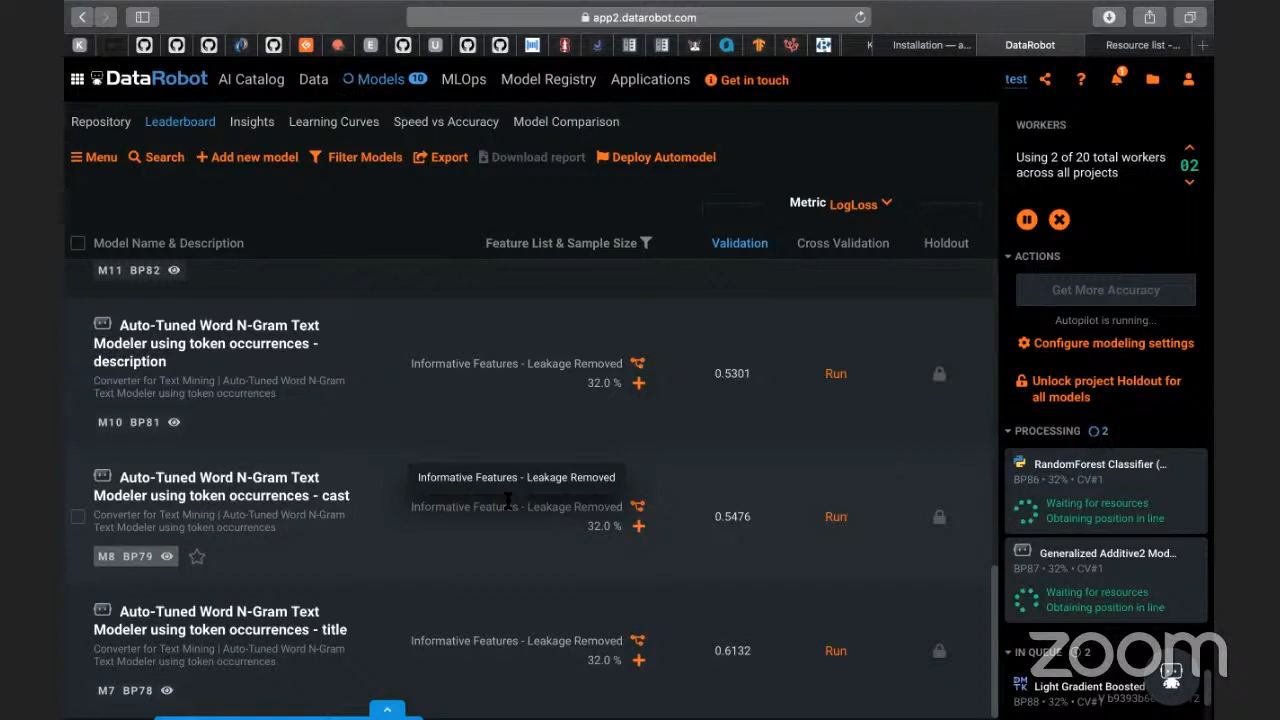 app2.datarobot.com
K
E
U
J
K
Installation — a...
DataRobot
Resource list -...
DataRobot
AI Catalog
Data
Models
10
MLOps
Model Registry
Applications
Get in touch
test
?
1
Repository
Leaderboard
Insights
Learning Curves
Speed vs Accuracy
Model Comparison
Menu
Search
Add new model
Filter Models
Export
Download report
Deploy Automodel
Metric LogLoss
Model Name & Description
Feature List & Sample Size
Validation
Cross Validation
Holdout
M11 BP82
Auto-Tuned Word N-Gram Text
Modeler using token occurrences -
description
Converter for Text Mining | Auto-Tuned Word N-Gram
Text Modeler using token occurrences
M10 BP81
Informative Features - Leakage Removed
32.0 %
0.5301
Run
Informative Features - Leakage Removed
Auto-Tuned Word N-Gram Text
Modeler using token occurrences - cast
Converter for Text Mining | Auto-Tuned Word N-Gram
Text Modeler using token occurrences
M8 BP79
Informative Features - Leakage Removed
32.0 %
0.5476
Run
Auto-Tuned Word N-Gram Text
Modeler using token occurrences - title
Converter for Text Mining | Auto-Tuned Word N-Gram
Text Modeler using token occurrences
M7 BP78
Informative Features - Leakage Removed
32.0 %
0.6132
Run
WORKERS
Using 2 of 20 total workers
across all projects
02
ACTIONS
Get More Accuracy
Autopilot is running...
Configure modeling settings
Unlock project Holdout for
all models
PROCESSING 2
RandomForest Classifier (...
BP86 • 32% • CV#1
Waiting for resources
Obtaining position in line
Generalized Additive2 Mod...
BP87 • 32% • CV#1
Waiting for resources
Obtaining position in line
IN QUEUE 2
DMTK
Light Gradient Boosted
BP88 • 32% • CV#1
zoom